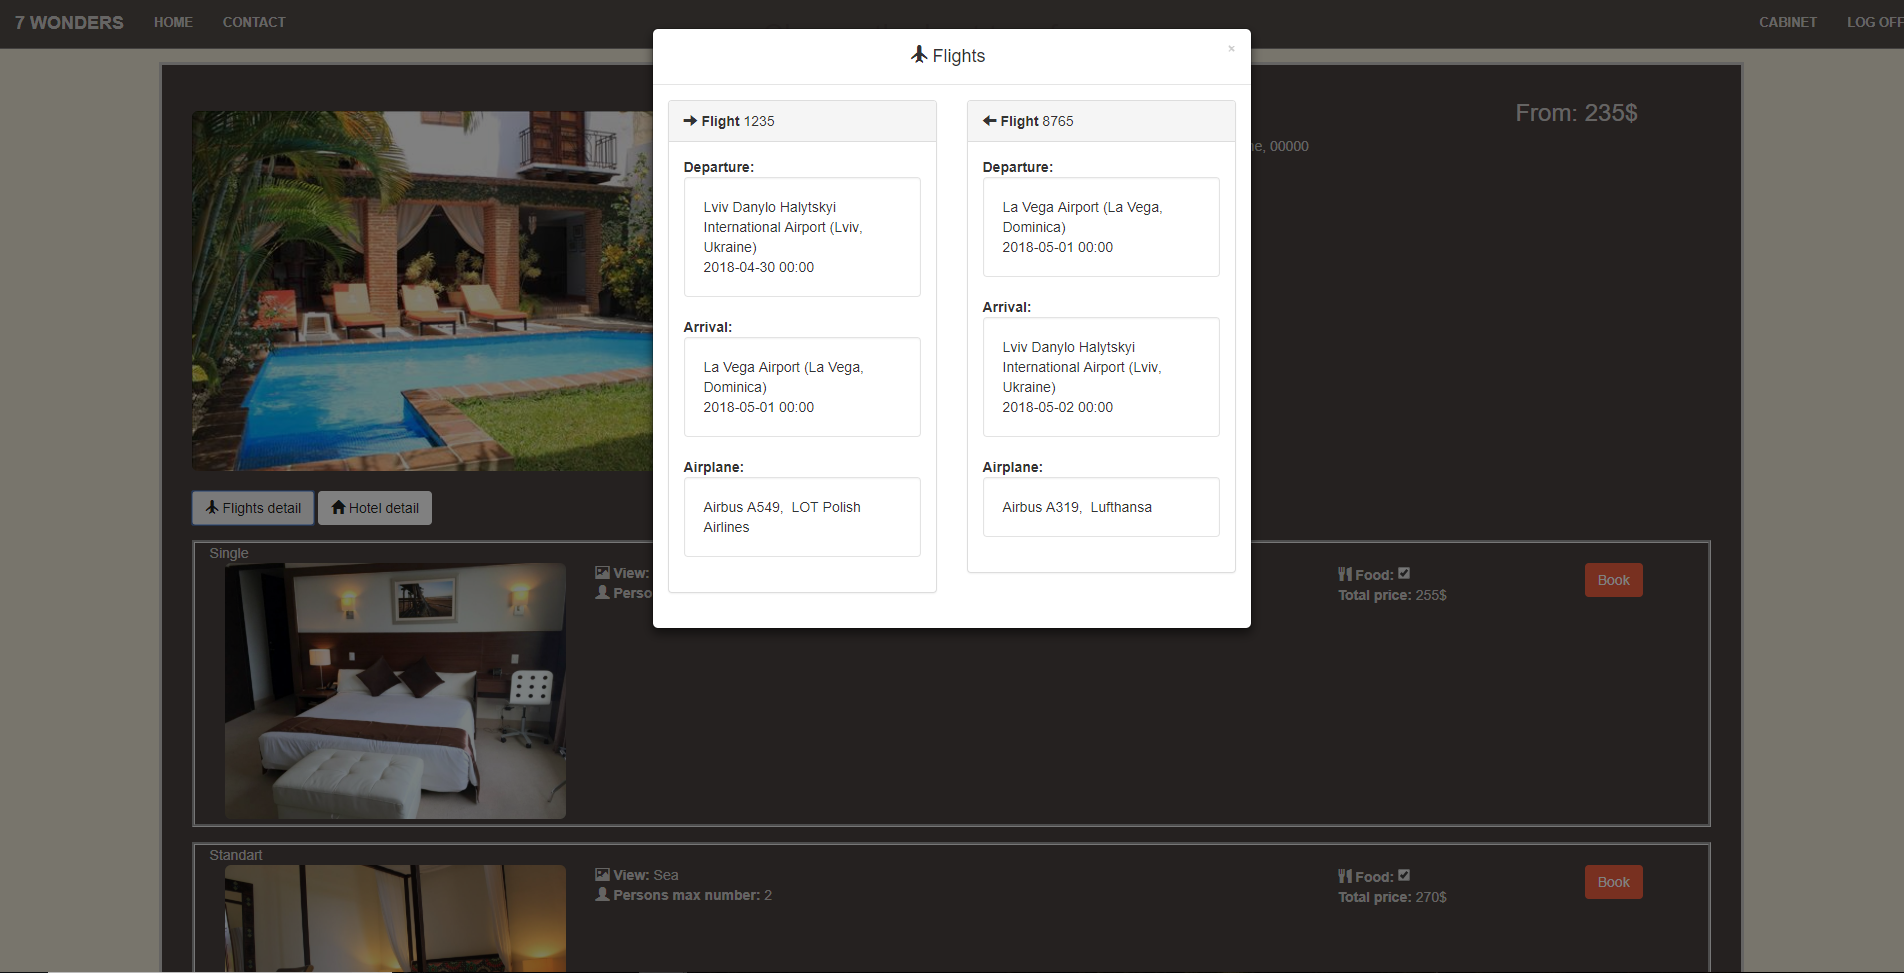 7 WONDERS HOME CONTACT CABINET LOG OFF
Flights ×
From: 235$
00000
Flight 1235
Departure:
Lviv Danylo Halytskyi
International Airport (Lviv,
Ukraine)
2018-04-30 00:00
Arrival:
La Vega Airport (La Vega,
Dominica)
2018-05-01 00:00
Airplane:
Airbus A549, LOT Polish
Airlines
Flight 8765
Departure:
La Vega Airport (La Vega,
Dominica)
2018-05-01 00:00
Arrival:
Lviv Danylo Halytskyi
International Airport (Lviv,
Ukraine)
2018-05-02 00:00
Airplane:
Airbus A319, Lufthansa
Flights detail Hotel detail
Single
View:
Food:
Total price: 255$
Book
Standart
View: Sea
Persons max number: 2
Food:
Total price: 270$
Book